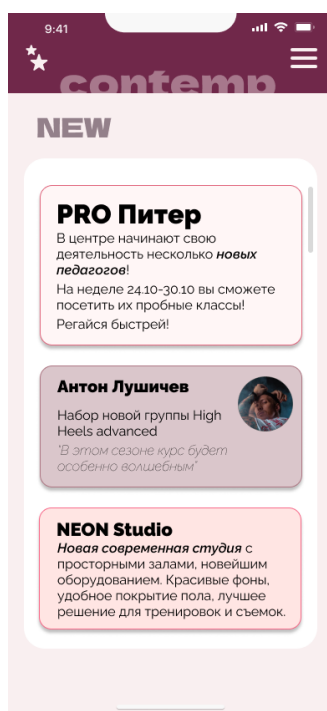 9:41
contemp
NEW
PRO Питер
В центре начинают свою
деятельность несколько новых
педагогов!
На неделе 24.10-30.10 вы сможете
посетить их пробные классы!
Регайся быстрей!
Антон Лушичев
Набор новой группы High
Heels advanced
"В этом сезоне курс будет
особенно волшебным"
NEON Studio
Новая современная студия с
просторными залами, новейшим
оборудованием. Красивые фоны,
удобное покрытие пола, лучшее
решение для тренировок и съемок.